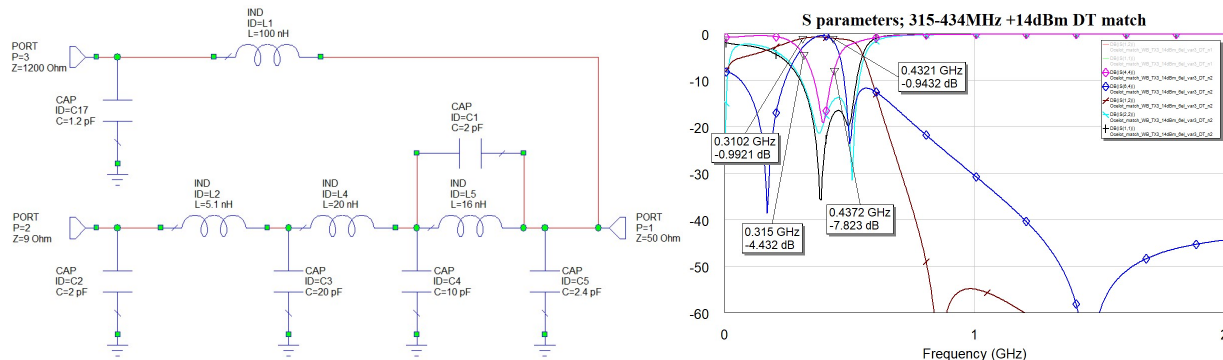 IND
ID=L1
L=100 nH
PORT
P=3
Z=1200 Ohm
CAP
ID=C17
C=1.2 pF
CAP
ID=C1
C=2 pF
IND
ID=L2
L=5.1 nH
IND
ID=L4
L=20 nH
IND
ID=L5
L=16 nH
PORT
P=2
Z=9 Ohm
PORT
P=1
Z=50 Ohm
CAP
ID=C2
C=2 pF
CAP
ID=C3
C=20 pF
CAP
ID=C4
C=10 pF
CAP
ID=C5
C=2.4 pF
S parameters; 315-434MHz +14dBm DT match
0
-10
-20
-30
-40
-50
-60
0.4321 GHz
-0.9432 dB
0.3102 GHz
-0.9921 dB
0.315 GHz
-4.432 dB
0.4372 GHz
-7.823 dB
0
1
2
Frequency (GHz)